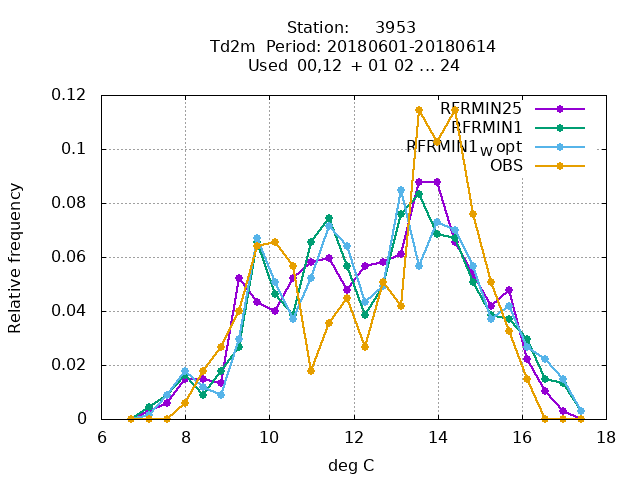 Station: 3953
Td2m Period: 20180601-20180614
Used 00,12 + 01 02 ... 24
RFRMIN25
RFRMIN1
RFRMIN1w opt
OBS
Relative frequency
0.12
0.1
0.08
0.06
0.04
0.02
0
6 8 10 12 14 16 18
deg C